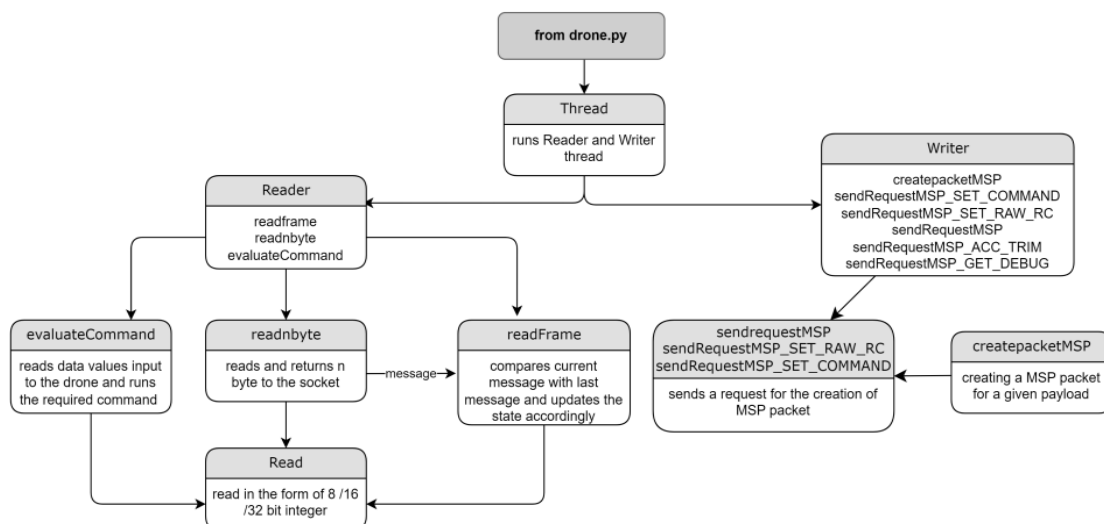 from drone.py
Thread
runs Reader and Writer
thread
Writer
createpacketMSP
sendRequestMSP_SET_COMMAND
sendRequestMSP_SET_RAW_RC
sendRequestMSP
sendRequestMSP_ACC_TRIM
sendRequestMSP_GET_DEBUG
Reader
readframe
readnbyte
evaluateCommand
evaluateCommand
reads data values input
to the drone and runs
the required command
readnbyte
reads and returns n
byte to the socket
message
readFrame
compares current
message with last
message and updates the
state accordingly
sendrequestMSP
sendRequestMSP_SET_RAW_RC
sendRequestMSP_SET_COMMAND
sends a request for the creation of
MSP packet
createpacketMSP
creating a MSP packet
for a given payload
Read
read in the form of 8 /16
/32 bit integer